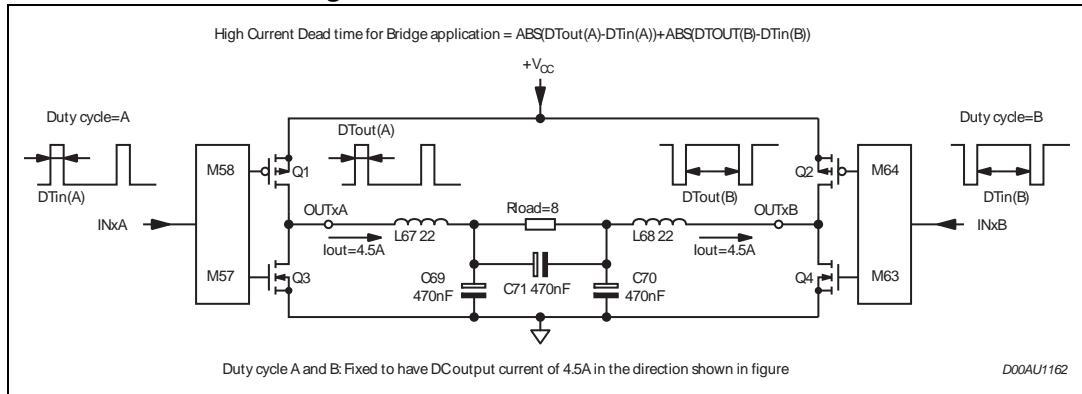 High Current Dead time for Bridge application = ABS(DTout(A)-DTin(A))+ABS(DTOUT(B)-DTin(B))
+VCC
Duty cycle=A
DTout(A)
Duty cycle=B
M58
Q1
Q2
M64
DTin(A)
DTout(B)
DTin(B)
OUTxA
Rload=8
OUTxB
INxA
L67 22
L68 22
INxB
Iout=4.5A
Iout=4.5A
M57
Q3
C69
470nF
C71 470nF
C70
470nF
Q4
M63
Duty cycle A and B: Fixed to have DC output current of 4.5A in the direction shown in figure
D00AU1162